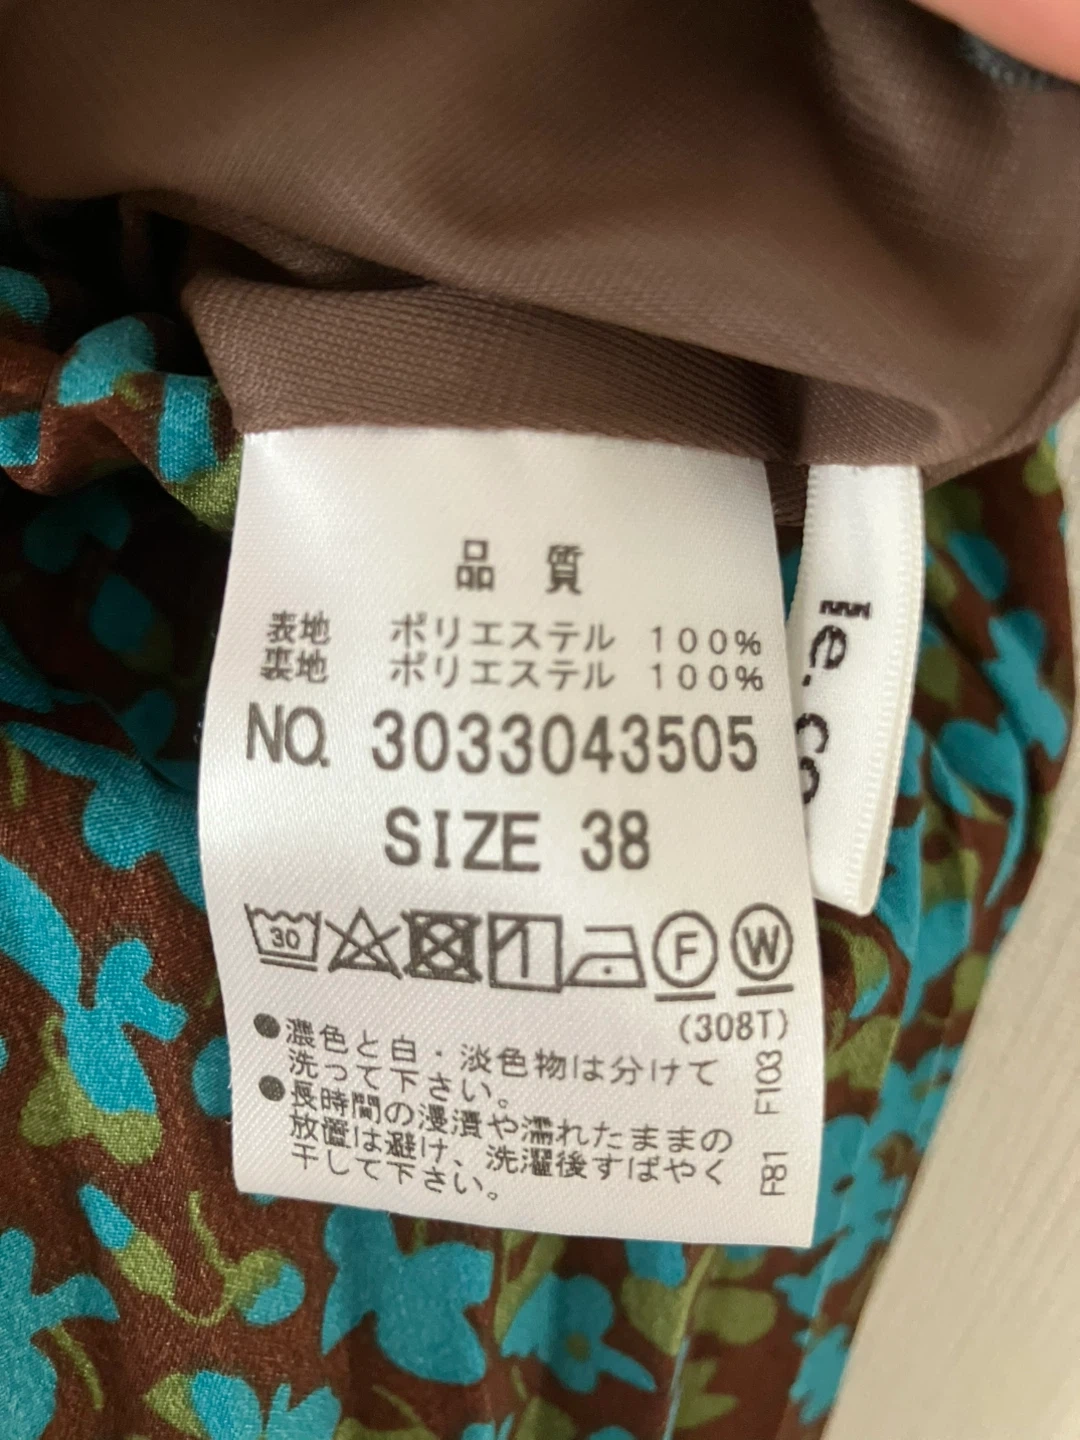 品 質
表地 ポリエステル 100%
裏地 ポリエステル 100%
NO. 3033043505
SIZE 38
30
F W
(308T)
●濃色と白・淡色物は分けて
洗って下さい。
●長時間の浸漬や濡れたままの
放置は避け、洗濯後すばやく
干して下さい。
F81 F103
le.co